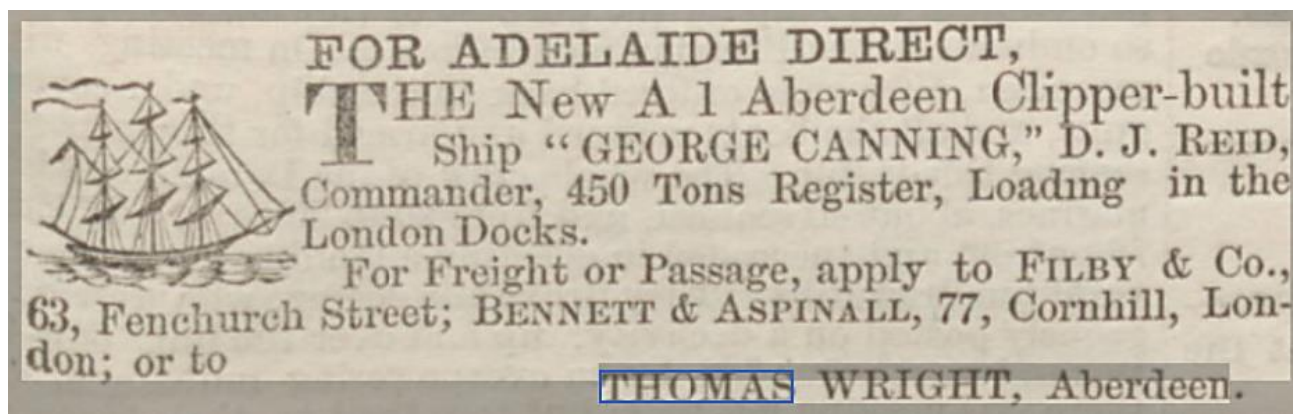 FOR ADELAIDE DIRECT,
THE New A 1 Aberdeen Clipper-built
Ship “GEORGE CANNING,” D. J. REID,
Commander, 450 Tons Register, Loading in the
London Docks.
For Freight or Passage, apply to FILBY & Co.,
63, Fenchurch Street; BENNETT & ASPINALL, 77, Cornhill, Lon-
don; or to
THOMAS WRIGHT, Aberdeen.